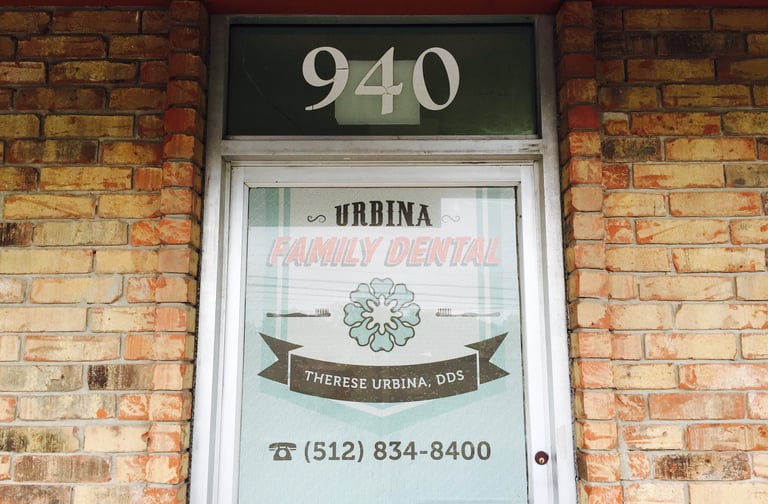 940
URBINA
FAMILY DENTAL
THERESE URBINA, DDS
(512) 834-8400